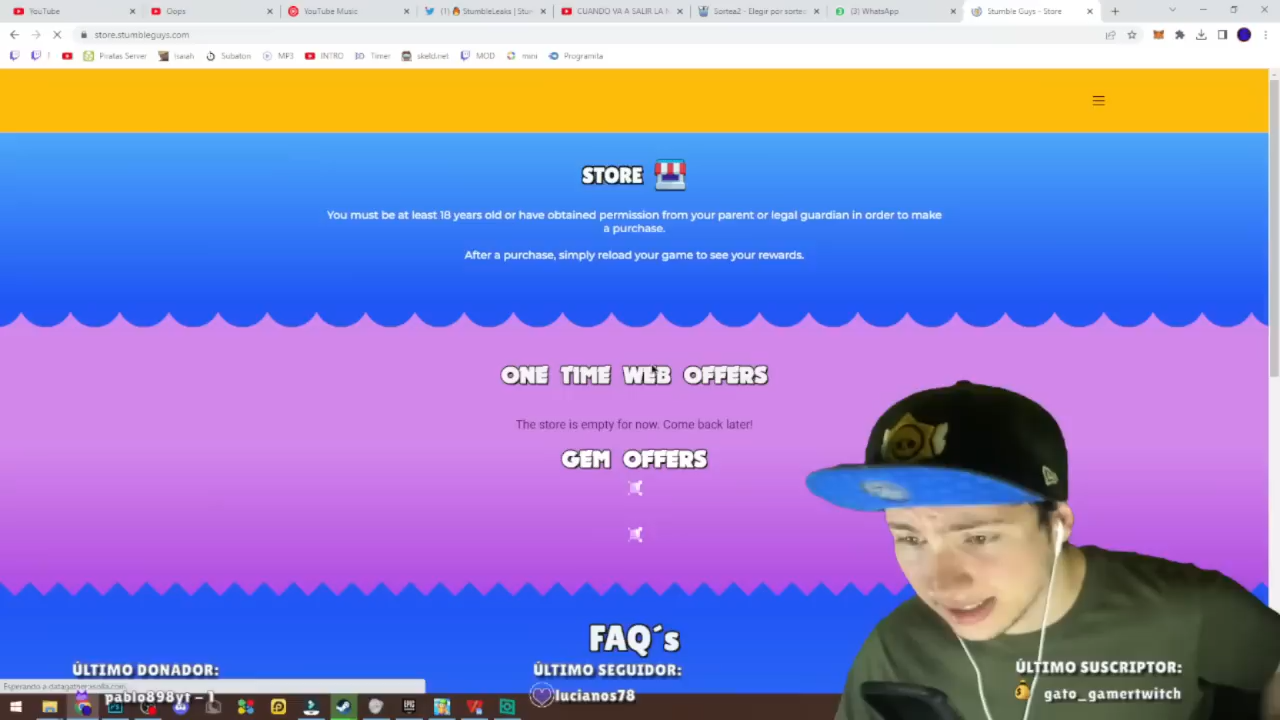 YouTube
Oops
YouTube Music
(1) 🔥 StumbleLeaks | Stum
CUANDO VA A SALIR LA
Sortea2 - Elegir por sorteo
(3) WhatsApp
Stumble Guys - Store
store.stumbleguys.com
Piratas Server
Isaiah
Subaton
MP3
INTRO
Timer
skeld.net
MOD
mini
Programita
STORE
You must be at least 18 years old or have obtained permission from your parent or legal guardian in order to make
a purchase.
After a purchase, simply reload your game to see your rewards.
ONE TIME WEB OFFERS
The store is empty for now. Come back later!
GEM OFFERS
FAQ´s
ÚLTIMO DONADOR:
ÚLTIMO SEGUIDOR:
ÚLTIMO SUSCRIPTOR:
pablo898yt – 1
lucianos78
gato_gamertwitch